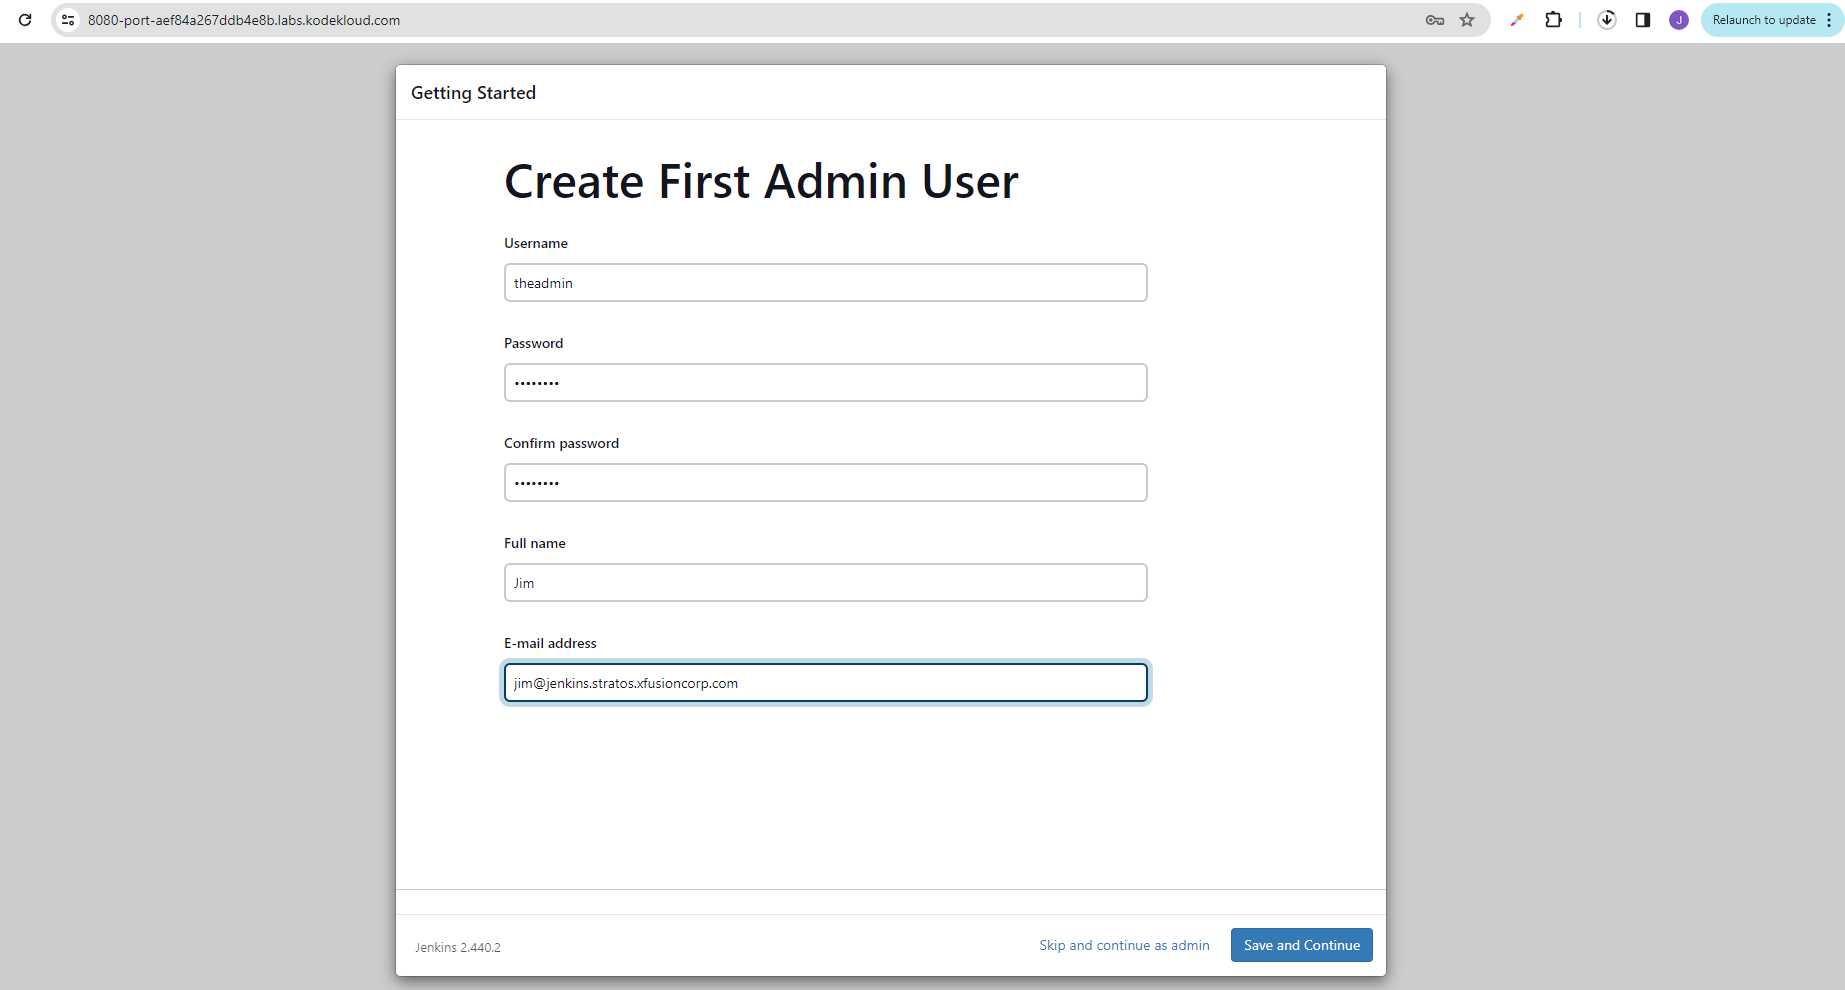 8080-port-aef84a267ddb4e8b.labs.kodekloud.com
J
Relaunch to update
Getting Started
Create First Admin User
Username
theadmin
Password
••••••••
Confirm password
••••••••
Full name
Jim
E-mail address
jim@jenkins.stratos.xfusioncorp.com
Jenkins 2.440.2
Skip and continue as admin
Save and Continue